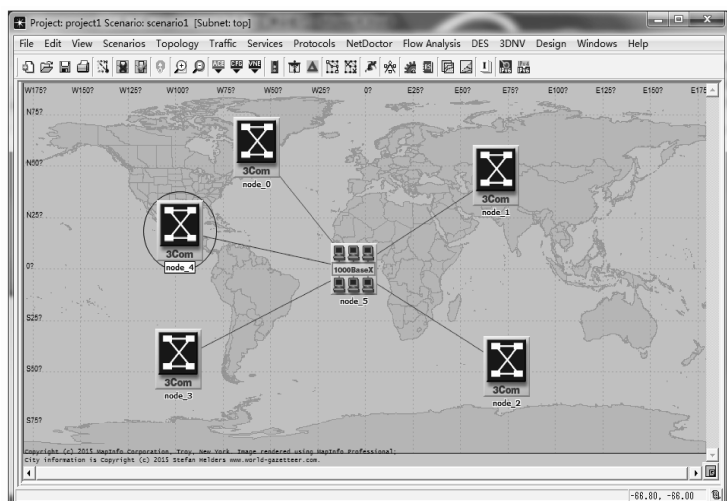 Project: project1 Scenario: scenario1 [Subnet: top]
File Edit View Scenarios Topology Traffic Services Protocols NetDoctor Flow Analysis DES 3DNV Design Windows Help
W175? W150? W125? W100? W75? W50? W25? 0? E25? E50? E75? E100? E125? E150? E175
N75?
N50?
N25?
0?
S25?
S50?
S75?
3Com
node_0
3Com
node_1
3Com
node_4
1000BaseX
node_5
3Com
node_3
3Com
node_2
Copyright (c) 2015 MapInfo Corporation, Troy, New York. Image rendered using MapInfo Professional;
City information is Copyright (c) 2015 Stefan Helders www.world-gazetteer.com.
-66.80, -66.00